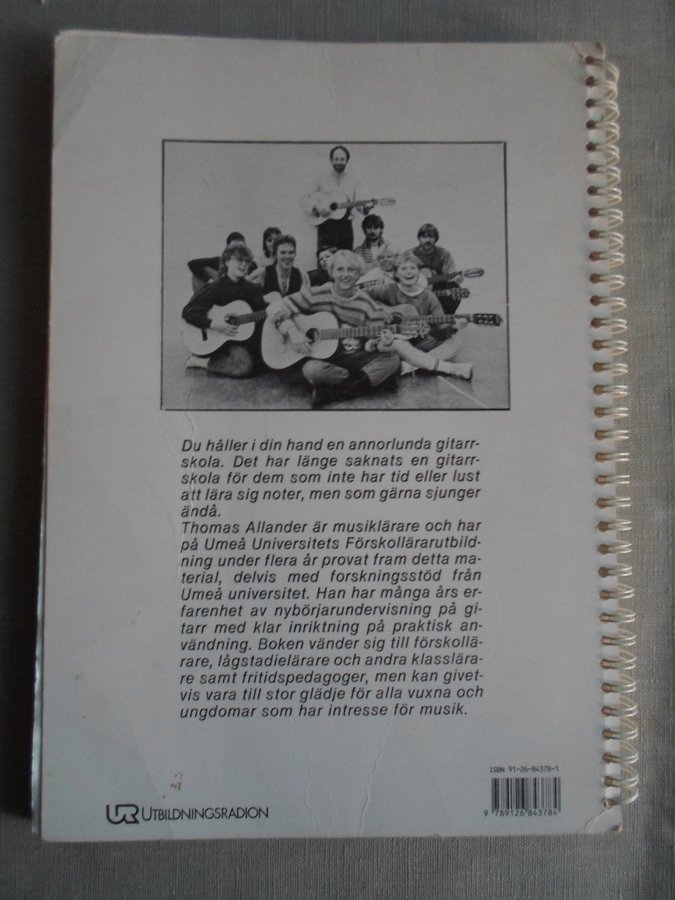 Du håller i din hand en annorlunda gitarr-
skola. Det har länge saknats en gitarr-
skola för dem som inte har tid eller lust
att lära sig noter, men som gärna sjunger
ändå.
Thomas Allander är musiklärare och har
på Umeå Universitets Förskollärarutbild-
ning under flera år provat fram detta ma-
terial, delvis med forskningsstöd från
Umeå universitet. Han har många års er-
farenhet av nybörjarundervisning på gi-
tarr med klar inriktning på praktisk an-
vändning. Boken vänder sig till förskollä-
rare, lågstadielärare och andra klasslära-
re samt fritidspedagoger, men kan givet-
vis vara till stor glädje för alla vuxna och
ungdomar som har intresse för musik.
ISBN 91-26-84378-1
9 789126 843784
UR UTBILDNINGSRADION